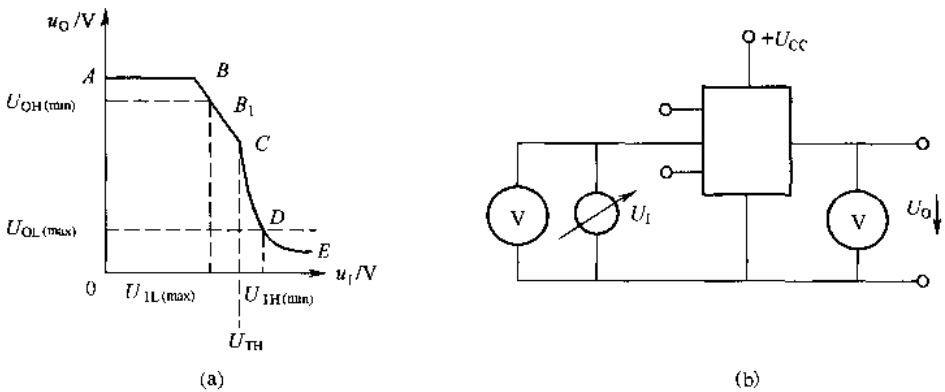 u_O/V
A
B
U_OH(min)
B_1
C
U_OL(max)
D
E
0
U_IL(max)
U_IH(min)
u_I/V
U_TH
(a)
+U_CC
V
U_I
V
U_O
(b)